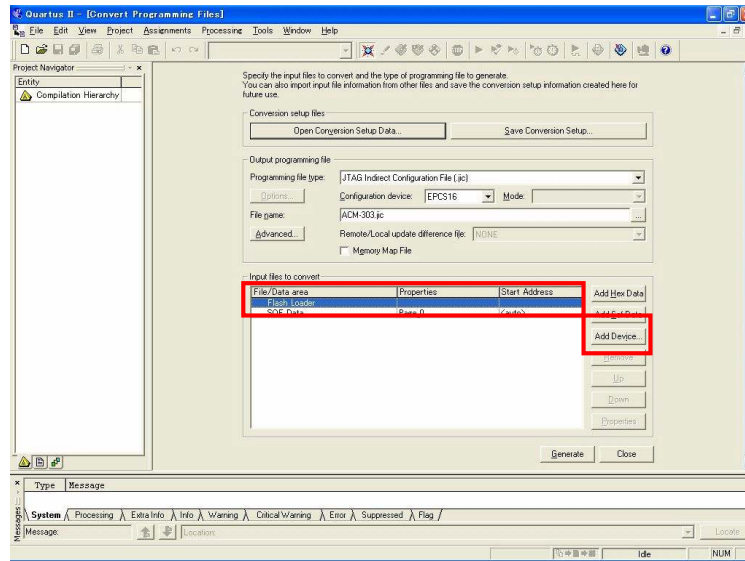 Quartus II - [Convert Programming Files]
File Edit View Project Assignments Processing Tools Window Help
Project Navigator
Entity
Compilation Hierarchy
Specify the input files to convert and the type of programming file to generate.
You can also import input file information from other files and save the conversion setup information created here for
future use.
Conversion setup files
Open Conversion Setup Data...
Save Conversion Setup...
Output programming file
Programming file type: JTAG Indirect Configuration File (.jic)
Options... Configuration device: EPCS16 Mode:
File name: ACM-303.jic ...
Advanced... Remote/Local update difference file: NONE
Memory Map File
Input files to convert
File/Data area Properties Start Address
Flash Loader
SOF Data Page 0 <auto>
Add Hex Data
Add Sof Data
Add Device...
Remove
Up
Down
Properties
Generate Close
Type Message
Messages
System Processing Extra Info Info Warning Critical Warning Error Suppressed Flag
Message: Location: Locate
Idle NUM